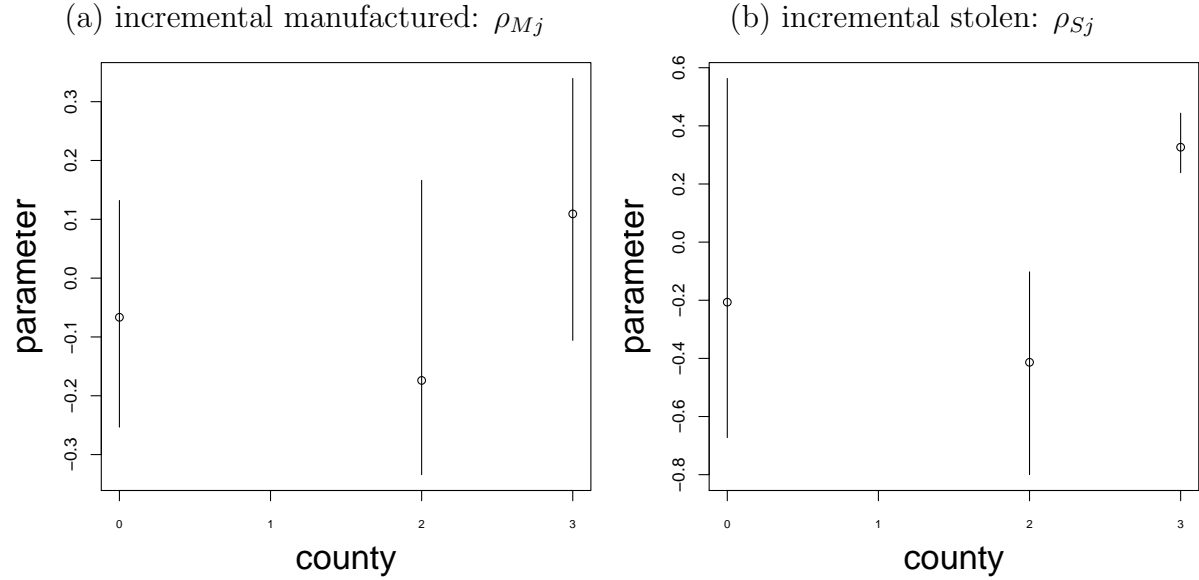 (a) incremental manufactured: ρMj
0.3
0.2
0.1
0.0
−0.1
−0.2
−0.3
parameter
0 1 2 3
county
(b) incremental stolen: ρSj
0.6
0.4
0.2
0.0
−0.2
−0.4
−0.6
−0.8
parameter
0 1 2 3
county